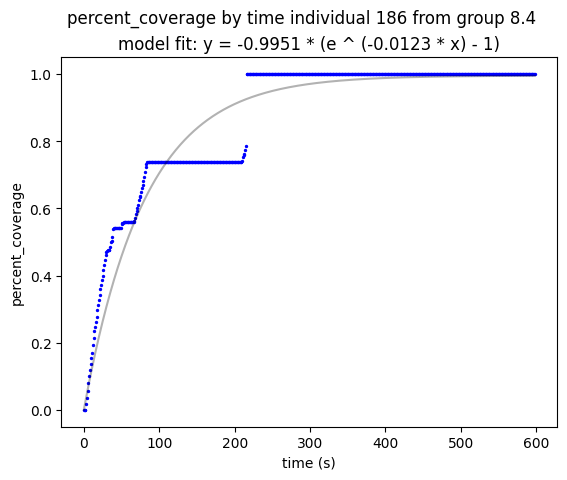 percent_coverage by time individual 186 from group 8.4
model fit: y = -0.9951 * (e ^ (-0.0123 * x) - 1)
1.0
0.8
0.6
0.4
0.2
0.0
percent_coverage
0 100 200 300 400 500 600
time (s)